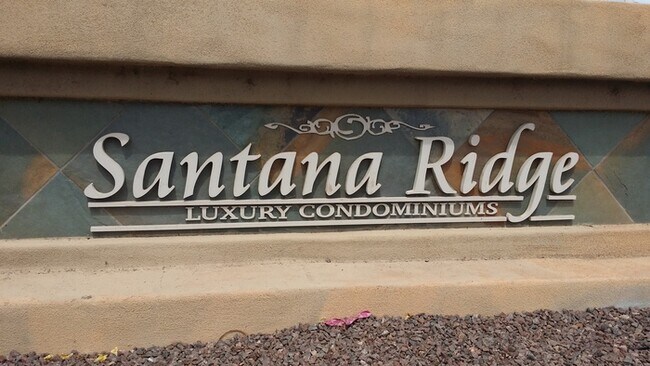 Santana Ridge
LUXURY CONDOMINIUMS